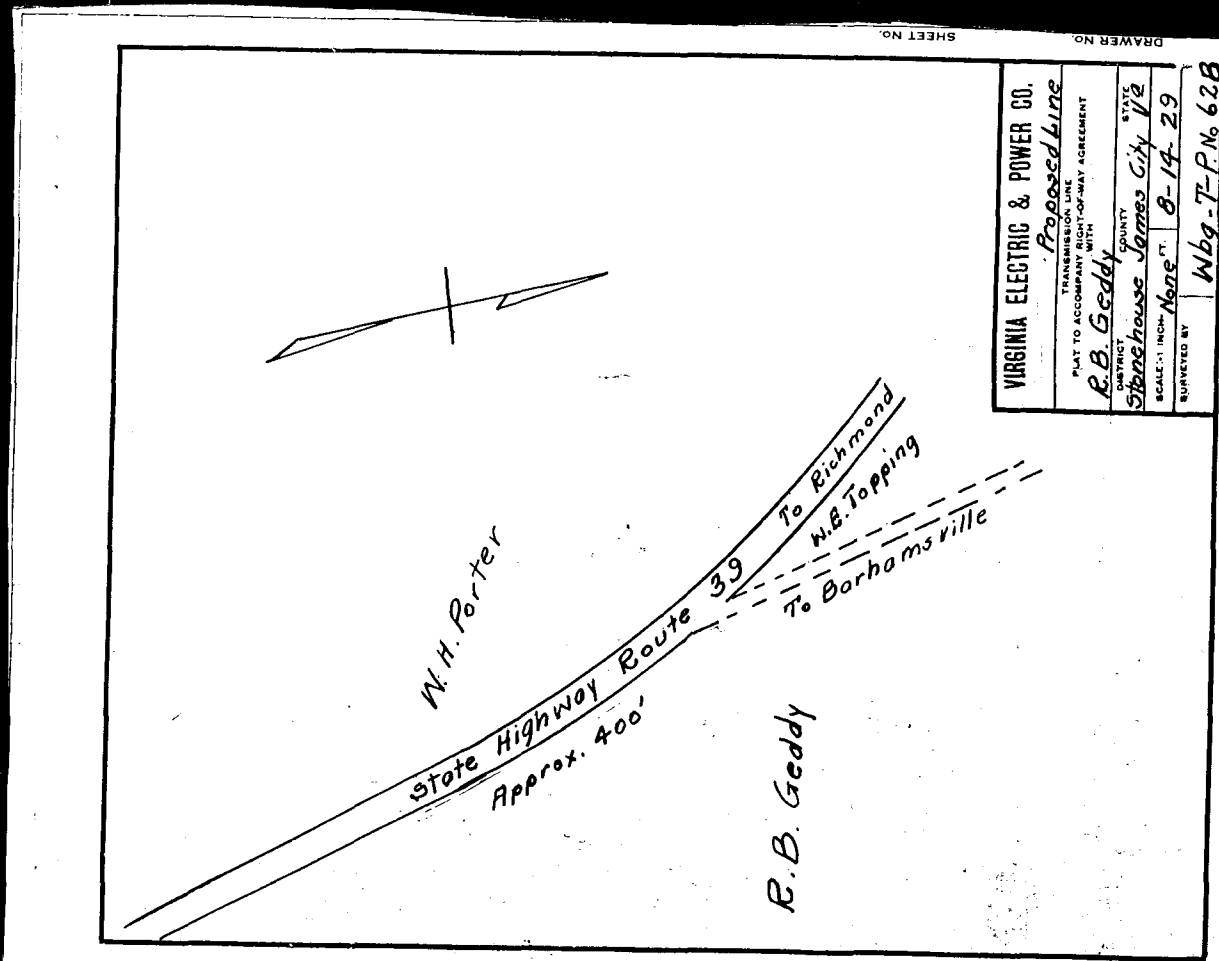 SHEET NO.
DRAWER NO.
VIRGINIA ELECTRIC & POWER CO.
Proposed Line
TRANSMISSION LINE
PLAT TO ACCOMPANY RIGHT-OF-WAY AGREEMENT
WITH
R.B. Geddy
DISTRICT COUNTY STATE
Stonehouse James City Va
SCALE:-1 INCH- None FT. 8-14-29
SURVEYED BY Wbg-T-P. No 628
To Richmond
W.E. Topping
To Barhamsville
State Highway Route 39
Approx. 400'
W.H. Porter
R.B. Geddy